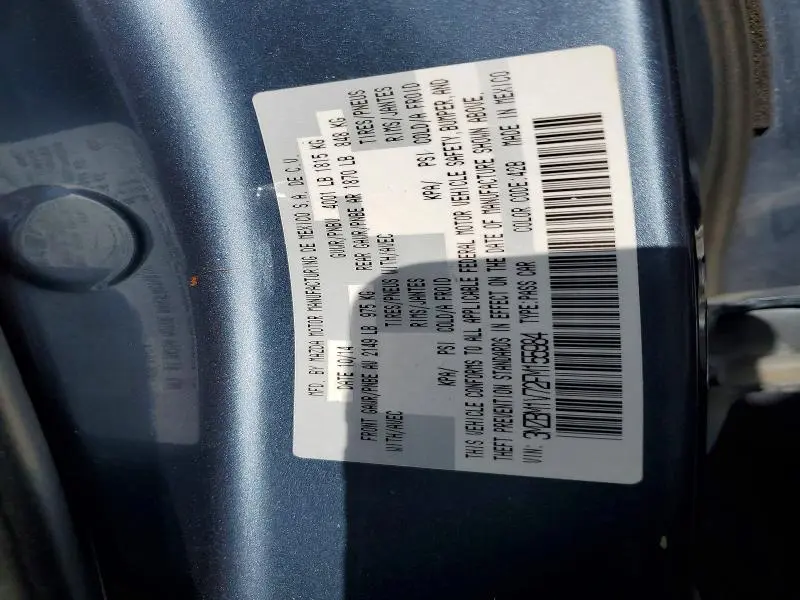 MFD. BY MAZDA MOTOR MANUFACTURING DE MEXICO S.A. DE C.V.
DATE 10/14 GVWR/PNBV 4001 LB 1815 KG
FRONT GAWR/PNBE AV 2149 LB 975 KG REAR GAWR/PNBE AR 1870 LB 848 KG
WITH/AVEC TIRES/PNEUS WITH/AVEC TIRES/PNEUS
RIMS/JANTES RIMS/JANTES
KPA/ PSI COLD/A FROID KPA/ PSI COLD/A FROID
THIS VEHICLE CONFORMS TO ALL APPLICABLE FEDERAL MOTOR VEHICLE SAFETY, BUMPER, AND
THEFT PREVENTION STANDARDS IN EFFECT ON THE DATE OF MANUFACTURE SHOWN ABOVE.
VIN: 3MZBM1V72FM155984 TYPE:PASS CAR COLOR CODE:42B MADE IN MEXICO